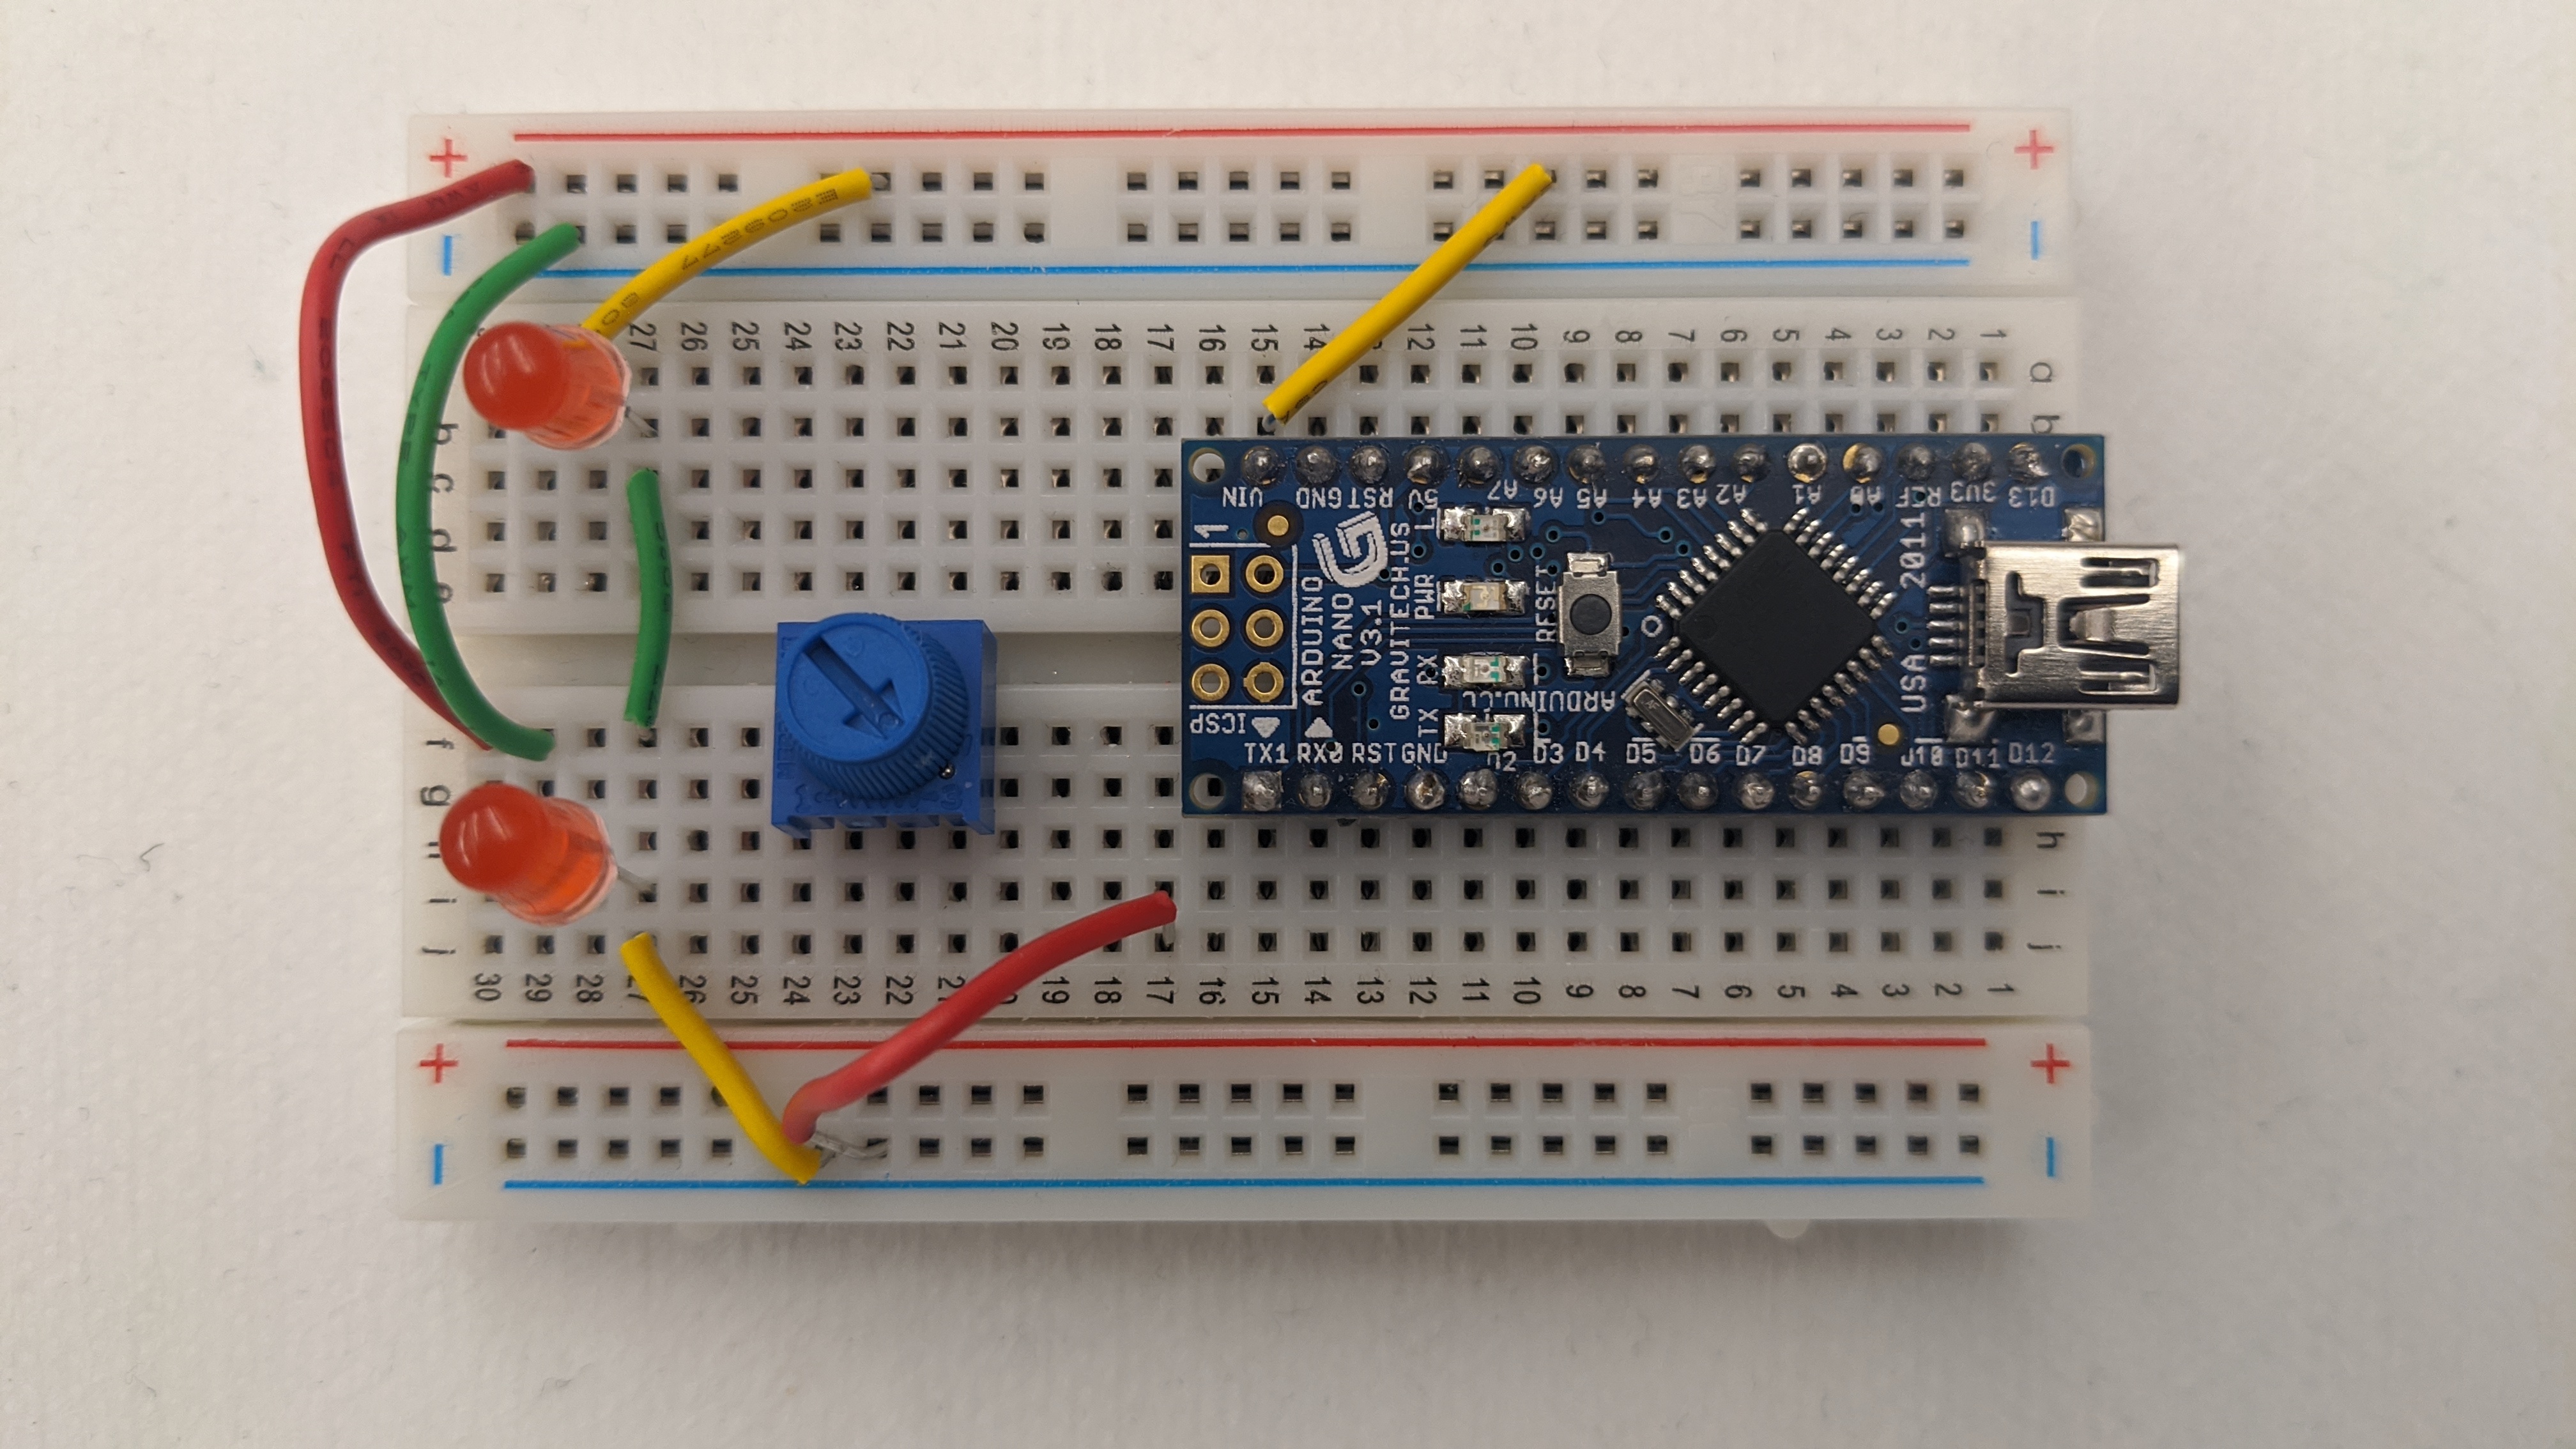 + +
- -
E309277 80
27 26 25 24 23 22 21 20 19 18 17 16 15 14 12 11 10 9 8 7 6 5 4 3 2 1
a
b b
c
d
e
VIN GND RST 5V A7 A6 A5 A4 A3 A2 A1 A0 REF 3V3 D13
1
L
PWR
RX
TX
RESET
ARDUINO
NANO
V3.1
GRAVITECH.US
ARDUINO.CC
USA 2011
ICSP
TX1 RX0 RST GND D2 D3 D4 D5 D6 D7 D8 D9 D10 D11 D12
f
g
h
i i
j j
30 29 28 27 26 25 24 23 22 19 18 17 16 15 14 13 12 11 10 9 8 7 6 5 4 3 2 1
+ +
- -